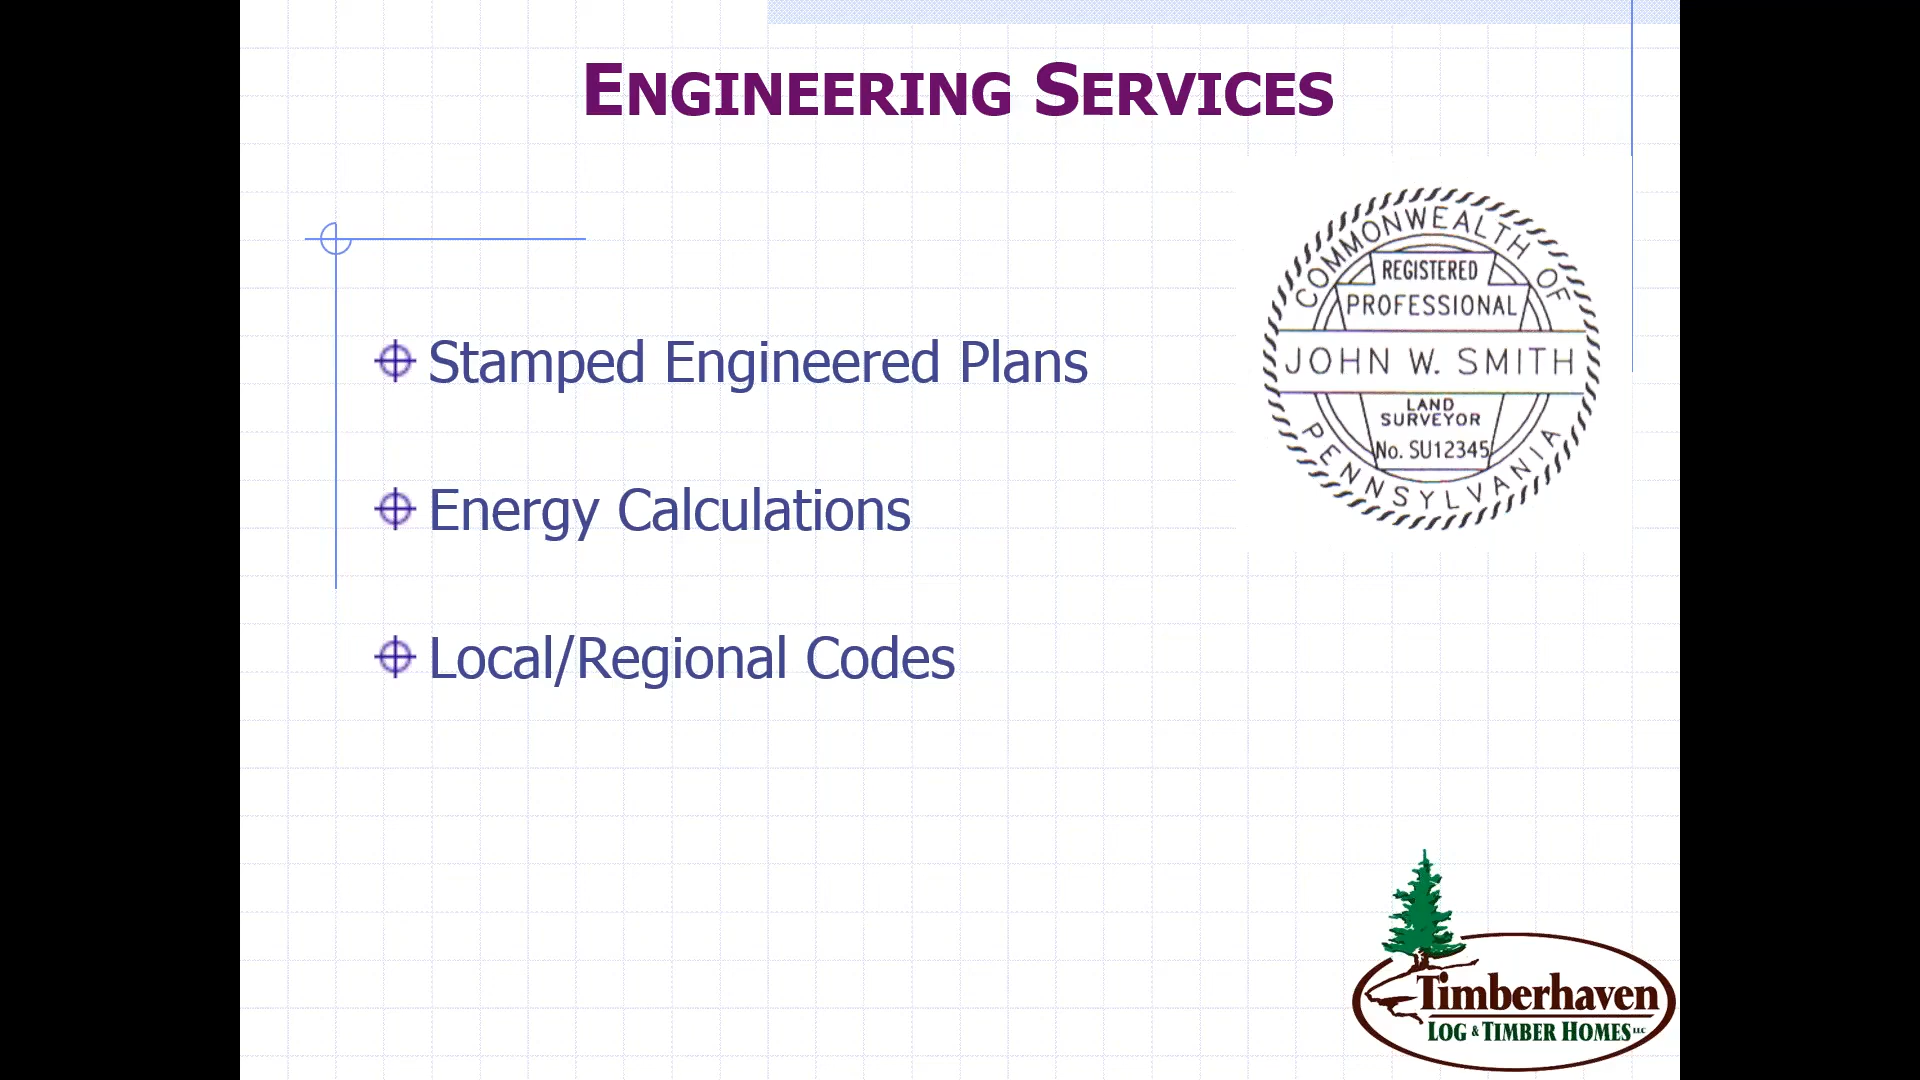 ENGINEERING SERVICES
COMMONWEALTH OF
REGISTERED
PROFESSIONAL
JOHN W. SMITH
LAND
SURVEYOR
No. SU12345
PENNSYLVANIA
Stamped Engineered Plans
Energy Calculations
Local/Regional Codes
Timberhaven
LOG & TIMBER HOMES LLC